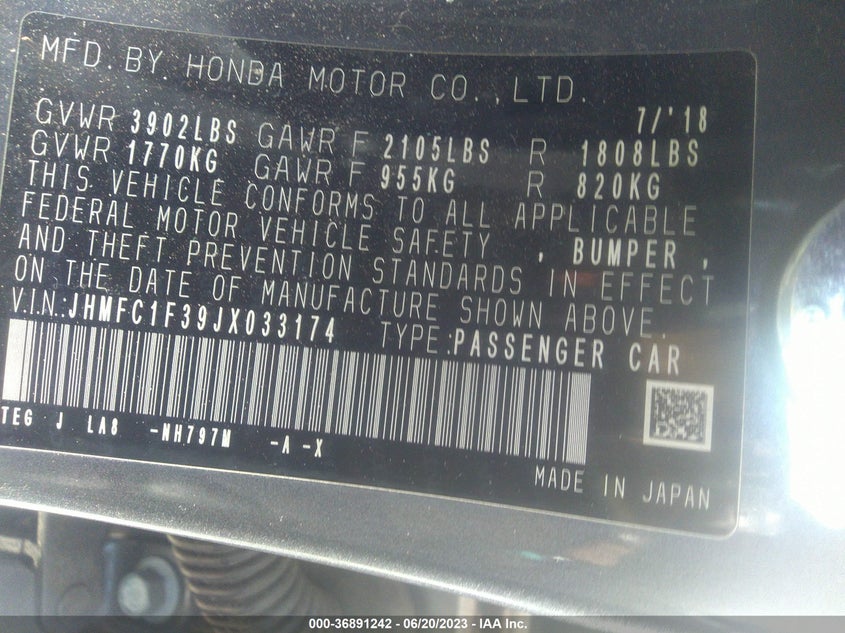 MFD. BY HONDA MOTOR CO., LTD.
7/'18
GVWR 3902LBS GAWR F 2105LBS R 1808LBS
GVWR 1770KG GAWR F 955KG R 820KG
THIS VEHICLE CONFORMS TO ALL APPLICABLE
FEDERAL MOTOR VEHICLE SAFETY , BUMPER ,
AND THEFT PREVENTION STANDARDS IN EFFECT
ON THE DATE OF MANUFACTURE SHOWN ABOVE.
V.I.N: JHMFC1F39JX033174 TYPE:PASSENGER CAR
TEG J LA8 -NH797M -A -X
MADE IN JAPAN
000-36891242 - 06/20/2023 - IAA Inc.